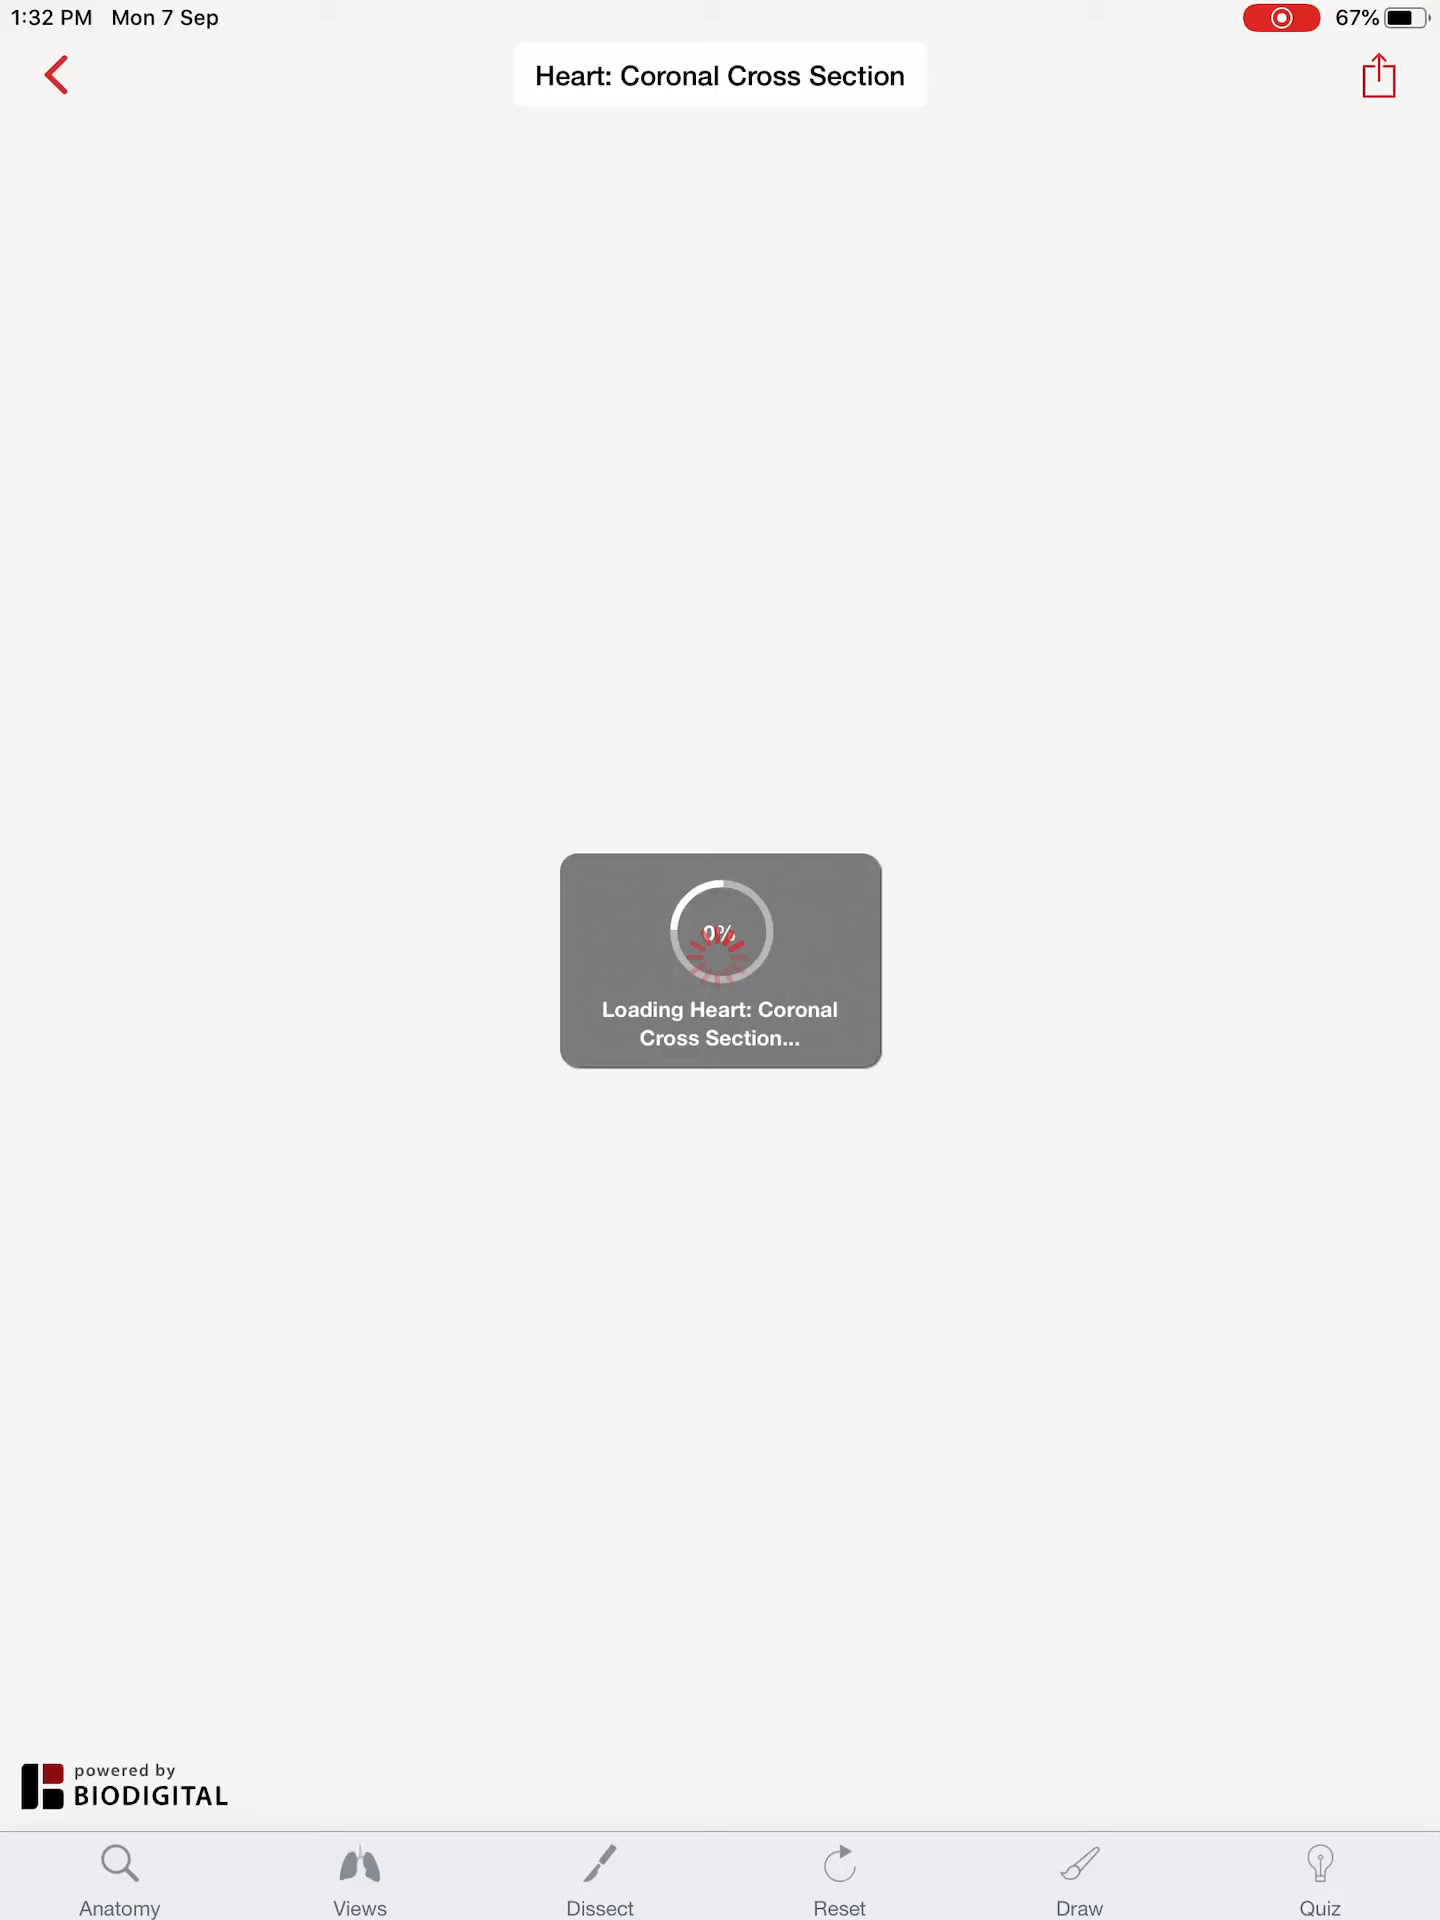 1:32 PM Mon 7 Sep
67%
Heart: Coronal Cross Section
0%
Loading Heart: Coronal
Cross Section...
powered by
BIODIGITAL
Anatomy
Views
Dissect
Reset
Draw
Quiz